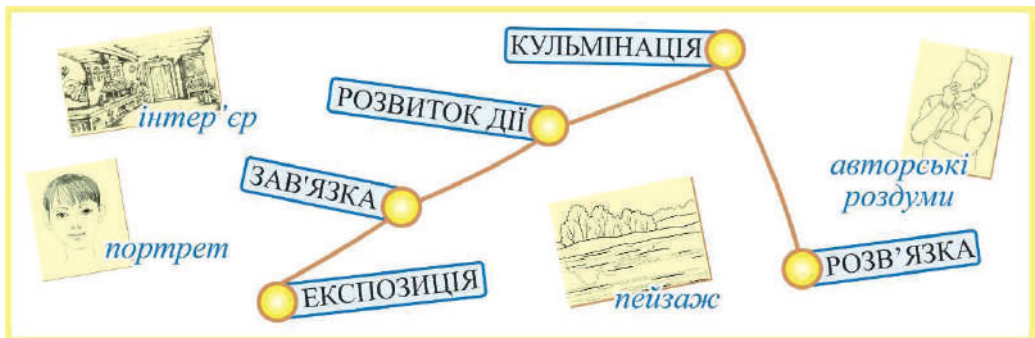 КУЛЬМІНАЦІЯ
РОЗВИТОК ДІЇ
інтер’єр
ЗАВ'ЯЗКА
авторські
роздуми
портрет
ЕКСПОЗИЦІЯ
пейзаж
РОЗВ’ЯЗКА